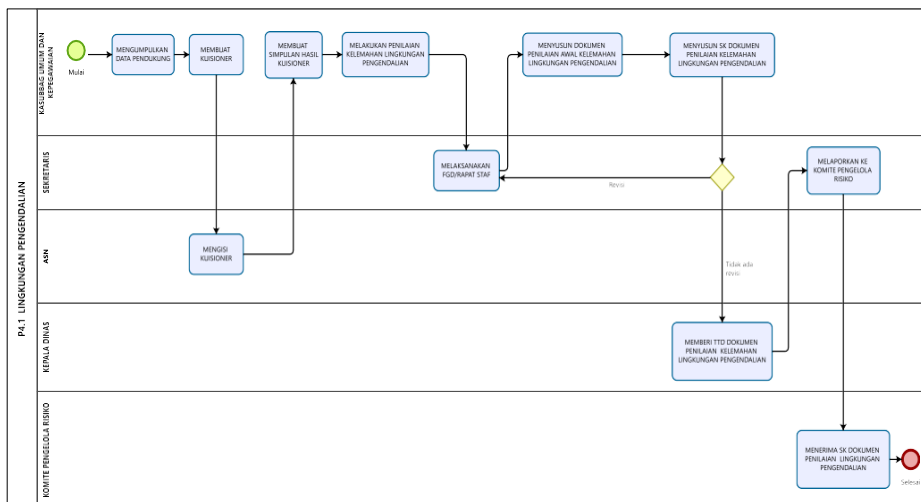 P4.1 LINGKUNGAN PENGENDALIAN
KASUBBAG UMUM DAN
KEPEGAWAIAN
Mulai
MENGUMPULKAN
DATA PENDUKUNG
MEMBUAT
KUISIONER
MEMBUAT
SIMPULAN HASIL
KUISIONER
MELAKUKAN PENILAIAN
KELEMAHAN LINGKUNGAN
PENGENDALIAN
MENYUSUN DOKUMEN
PENILAIAN AWAL KELEMAHAN
LINGKUNGAN PENGENDALIAN
MENYUSUN SK DOKUMEN
PENILAIAN KELEMAHAN
LINGKUNGAN PENGENDALIAN
SEKRETARIS
MELAKSANAKAN
FGD/RAPAT STAF
Revisi
MELAPORKAN KE
KOMITE PENGELOLA
RISIKO
ASN
MENGISI
KUISIONER
Tidak ada
revisi
KEPALA DINAS
MEMBERI TTD DOKUMEN
PENILAIAN KELEMAHAN
LINGKUNGAN PENGENDALIAN
KOMITE PENGELOLA RISIKO
MENERIMA SK DOKUMEN
PENILAIAN LINGKUNGAN
PENGENDALIAN
Selesai